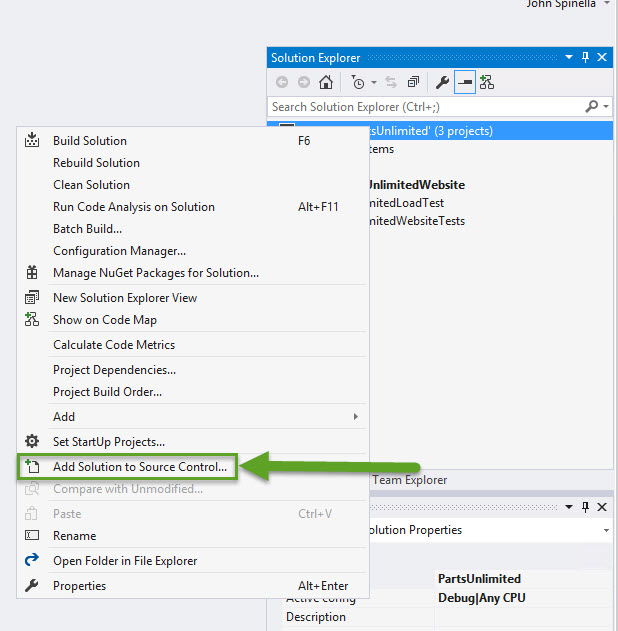 John Spinella
Solution Explorer
Search Solution Explorer (Ctrl+;)
tsUnlimited' (3 projects)
tems
UnlimitedWebsite
mitedLoadTest
mitedWebsiteTests
Build Solution F6
Rebuild Solution
Clean Solution
Run Code Analysis on Solution Alt+F11
Batch Build...
Configuration Manager...
Manage NuGet Packages for Solution...
New Solution Explorer View
Show on Code Map
Calculate Code Metrics
Project Dependencies...
Project Build Order...
Add
Set StartUp Projects...
Add Solution to Source Control...
Compare with Unmodified...
Paste Ctrl+V
Rename
Open Folder in File Explorer
Properties Alt+Enter
Team Explorer
olution Properties
PartsUnlimited
Active config Debug|Any CPU
Description